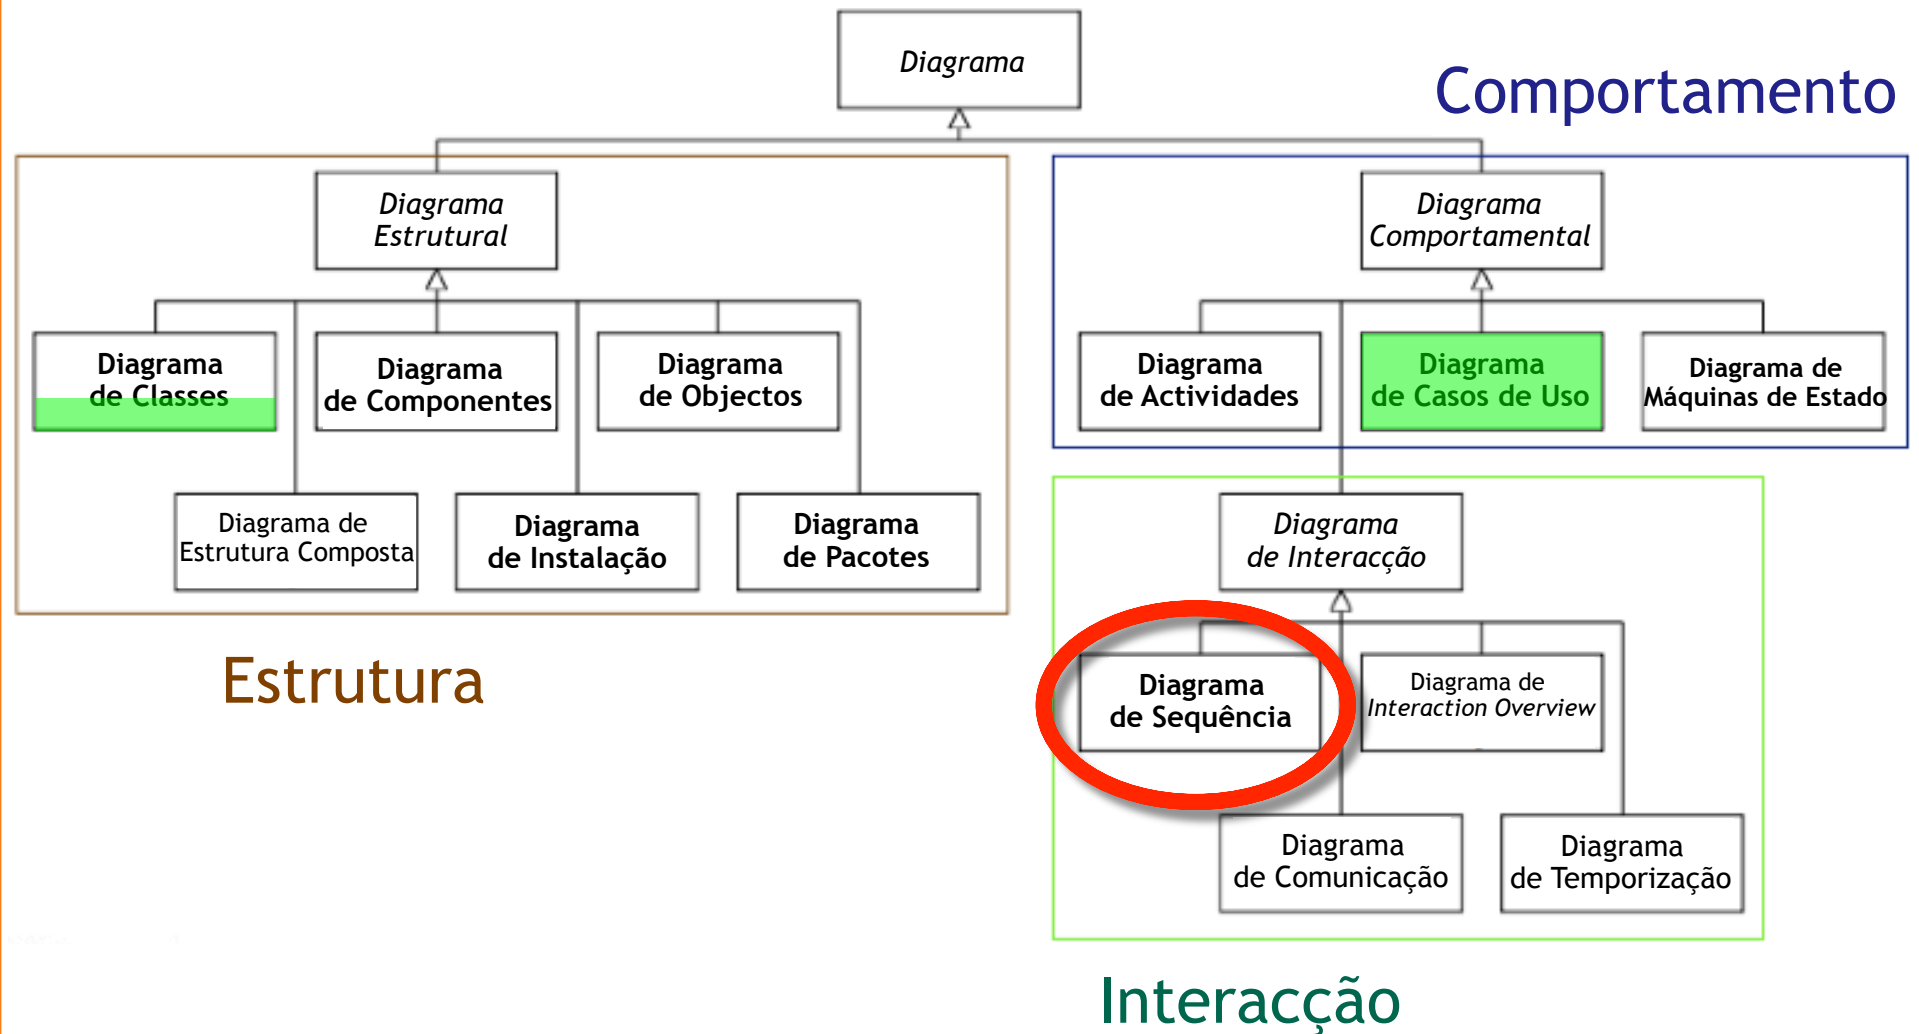 Diagrama
Comportamento
Diagrama
Estrutural
Diagrama
Comportamental
Diagrama
de Classes
Diagrama
de Componentes
Diagrama
de Objectos
Diagrama
de Actividades
Diagrama
de Casos de Uso
Diagrama de
Máquinas de Estado
Diagrama de
Estrutura Composta
Diagrama
de Instalação
Diagrama
de Pacotes
Diagrama
de Interacção
Estrutura
Diagrama
de Sequência
Diagrama de
Interaction Overview
Diagrama
de Comunicação
Diagrama
de Temporização
Interacção